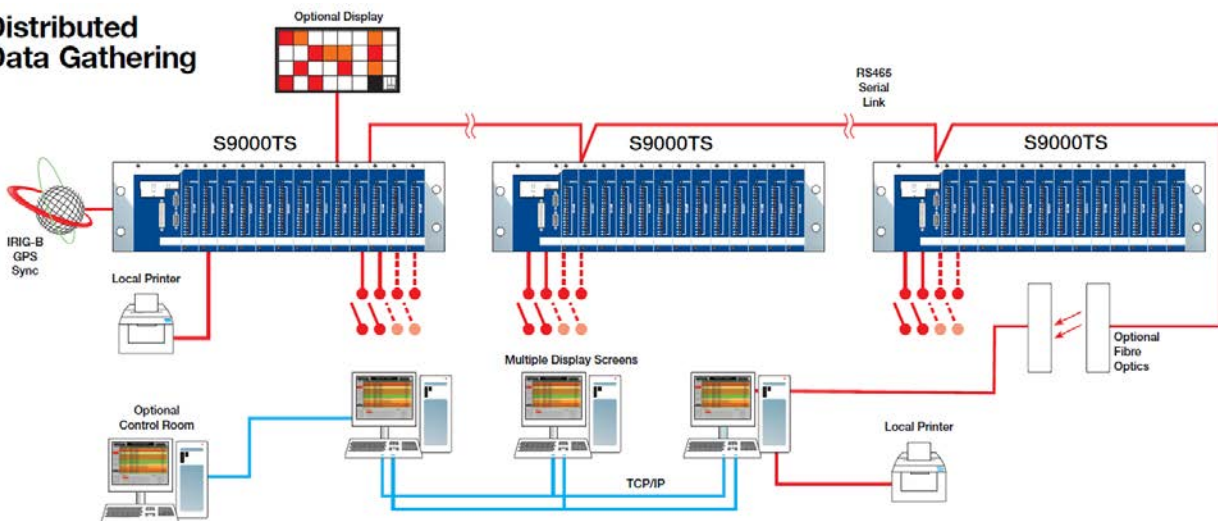 Distributed
Data Gathering
Optional Display
RS465
Serial
Link
S9000TS
S9000TS
S9000TS
IRIG-B
GPS
Sync
Local Printer
Optional
Fibre
Optics
Multiple Display Screens
Optional
Control Room
Local Printer
TCP/IP